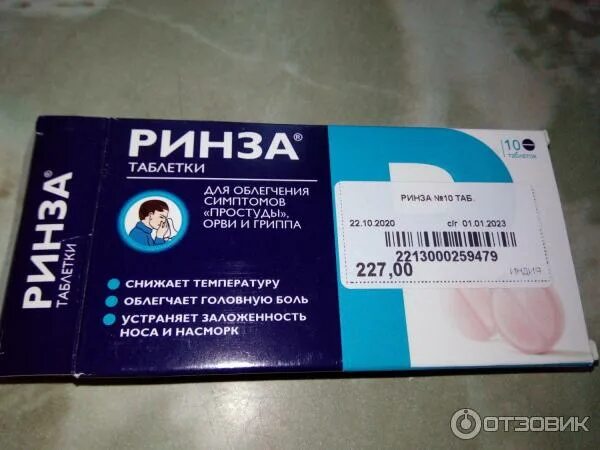 РИНЗА®
ТАБЛЕТКИ
РИНЗА®
ТАБЛЕТКИ
ДЛЯ ОБЛЕГЧЕНИЯ
СИМПТОМОВ
«ПРОСТУДЫ»,
ОРВИ И ГРИППА
СНИЖАЕТ ТЕМПЕРАТУРУ
ОБЛЕГЧАЕТ ГОЛОВНУЮ БОЛЬ
УСТРАНЯЕТ ЗАЛОЖЕННОСТЬ
НОСА И НАСМОРК
10
таблеток
РИНЗА №10 ТАБ.
22.10.2020 с/г 01.01.2023
2213000259479
227,00 ИНДИЯ
ОТЗОВИК